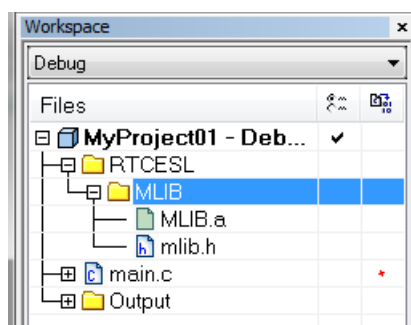 Workspace
Debug
Files
MyProject01 - Deb...
RTCESL
MLIB
MLIB.a
mlib.h
main.c
Output